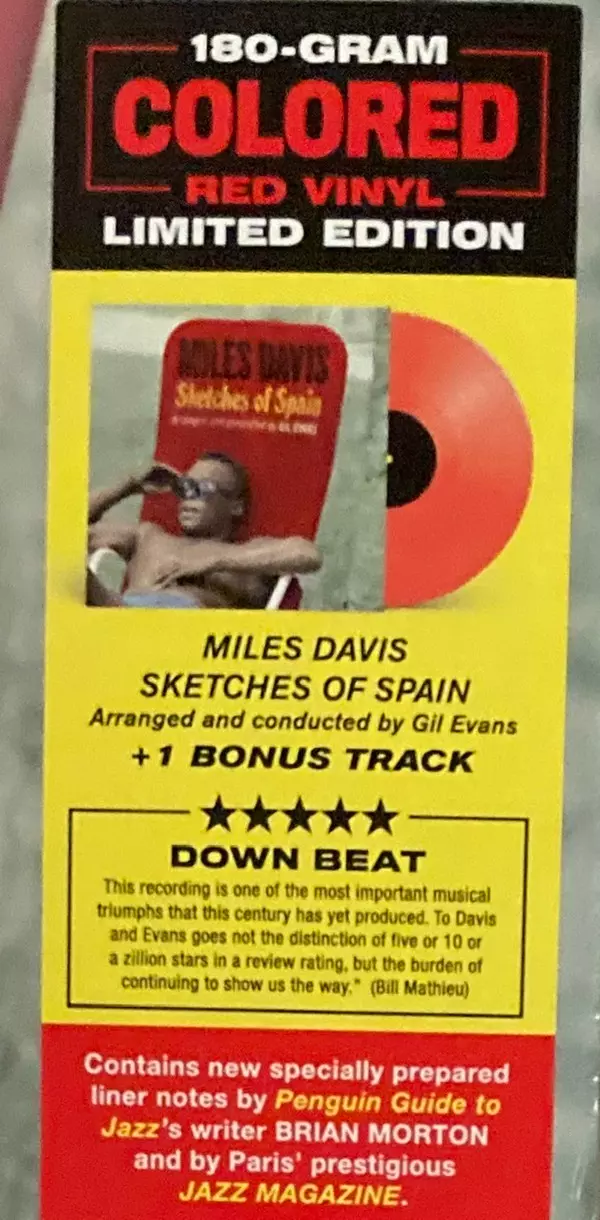 180-GRAM
COLORED
RED VINYL
LIMITED EDITION
MILES DAVIS
Sketches of Spain
MILES DAVIS
SKETCHES OF SPAIN
Arranged and conducted by Gil Evans
+ 1 BONUS TRACK
★★★★★
DOWN BEAT
This recording is one of the most important musical
triumphs that this century has yet produced. To Davis
and Evans goes not the distinction of five or 10 or
a zillion stars in a review rating, but the burden of
continuing to show us the way." (Bill Mathieu)
Contains new specially prepared
liner notes by Penguin Guide to
Jazz's writer BRIAN MORTON
and by Paris' prestigious
JAZZ MAGAZINE.